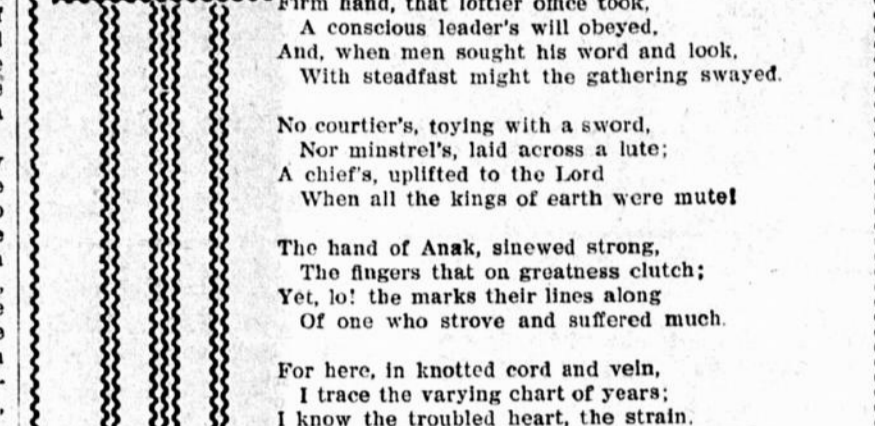 Firm hand, that loftier office took,
A conscious leader's will obeyed,
And, when men sought his word and look,
With steadfast might the gathering swayed.
No courtier's, toying with a sword,
Nor minstrel's, laid across a lute;
A chief's, uplifted to the Lord
When all the kings of earth were mute!
The hand of Anak, sinewed strong,
The fingers that on greatness clutch;
Yet, lo! the marks their lines along
Of one who strove and suffered much.
For here, in knotted cord and vein,
I trace the varying chart of years;
I know the troubled heart, the strain,